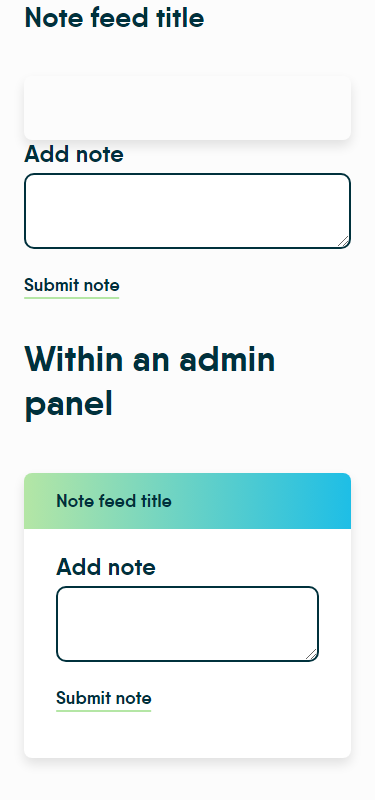 Note feed title
Add note
Submit note
Within an admin
panel
Note feed title
Add note
Submit note